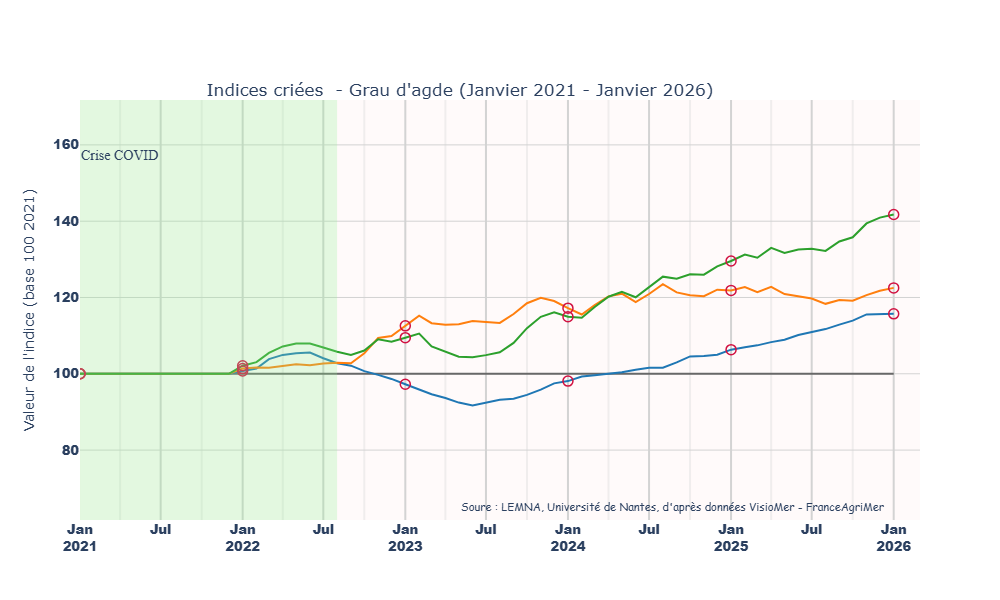 Indices criées  - Grau d'agde (Janvier 2021 - Janvier 2026)
Valeur de l'indice (base 100 2021)
160
140
120
100
80
Crise COVID
Soure : LEMNA, Université de Nantes, d'après données VisioMer - FranceAgriMer
Jan Jul Jan Jul Jan Jul Jan Jul Jan Jul Jan
2021 2022 2023 2024 2025 2026